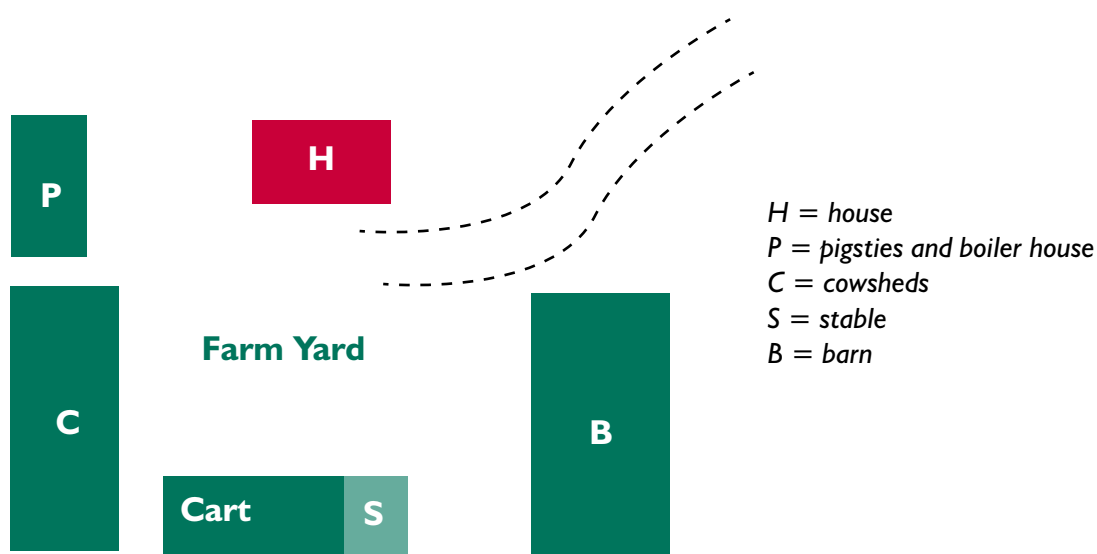 P
H
H = house
P = pigsties and boiler house
C = cowsheds
S = stable
B = barn
Farm Yard
C
B
Cart
S